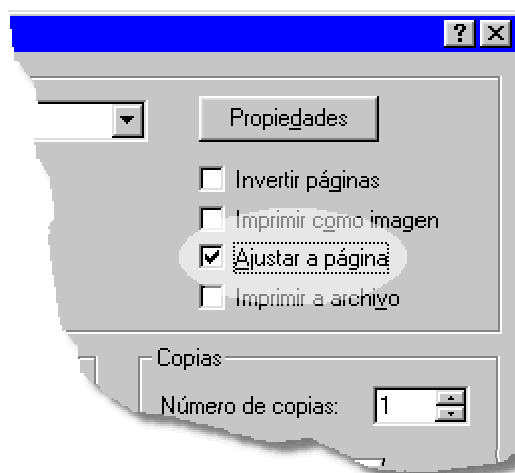 Propiedades
Invertir páginas
Imprimir como imagen
Ajustar a página
Imprimir a archivo
Copias
Número de copias: 1